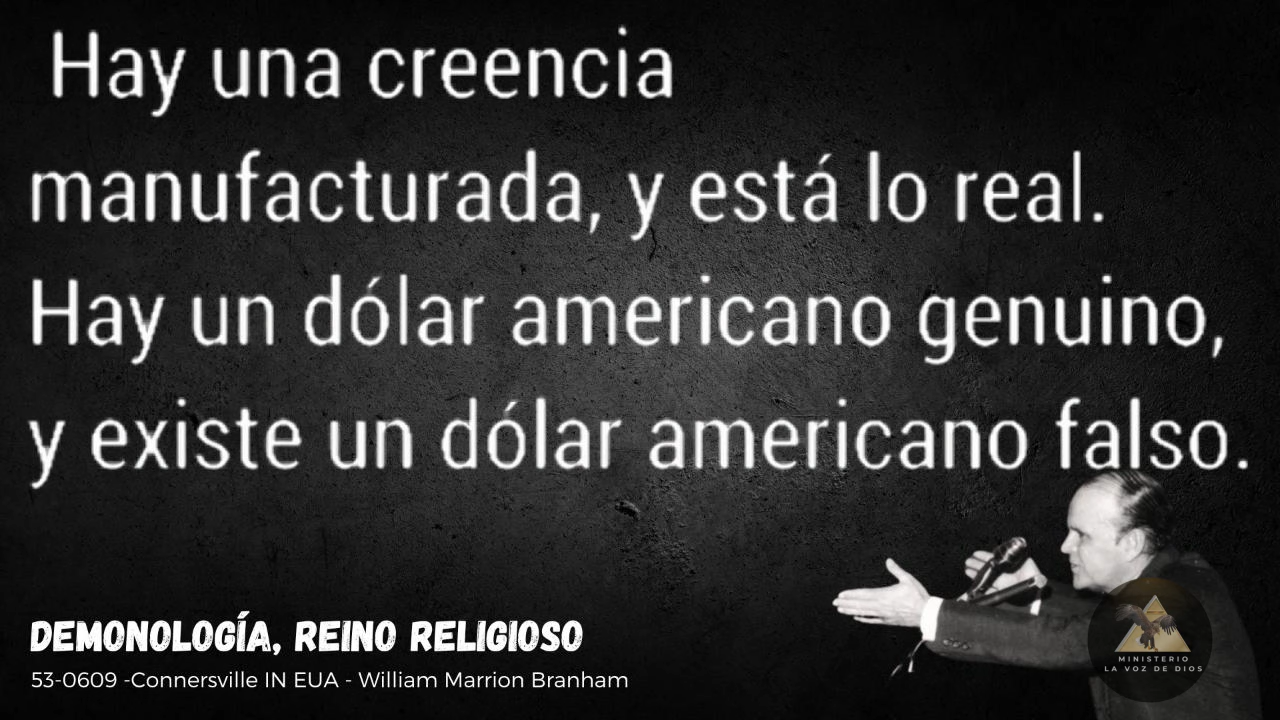 Hay una creencia
manufacturada, y está lo real.
Hay un dólar americano genuino,
y existe un dólar americano falso.
DEMONOLOGÍA, REINO RELIGIOSO
53-0609 -Connersville IN EUA - William Marrion Branham
MINISTERIO
LA VOZ DE DIOS